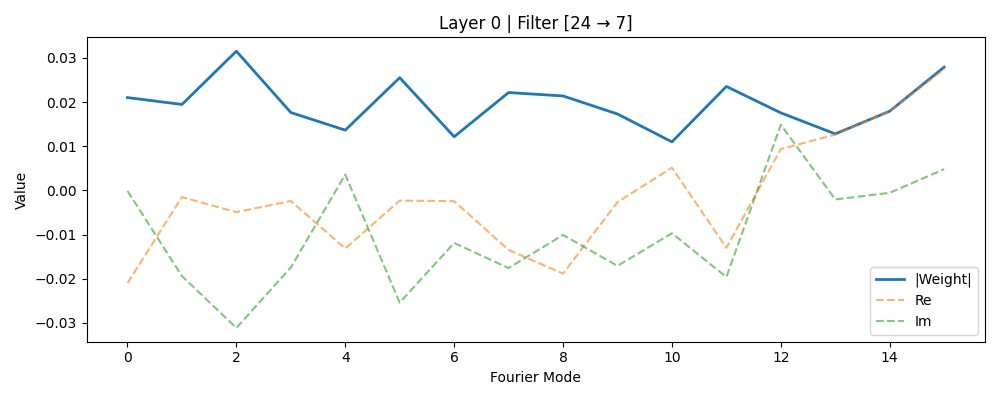 Layer 0 | Filter [24 → 7]
Value
0.03
0.02
0.01
0.00
−0.01
−0.02
−0.03
0
2
4
6
8
10
12
14
Fourier Mode
|Weight|
Re
Im